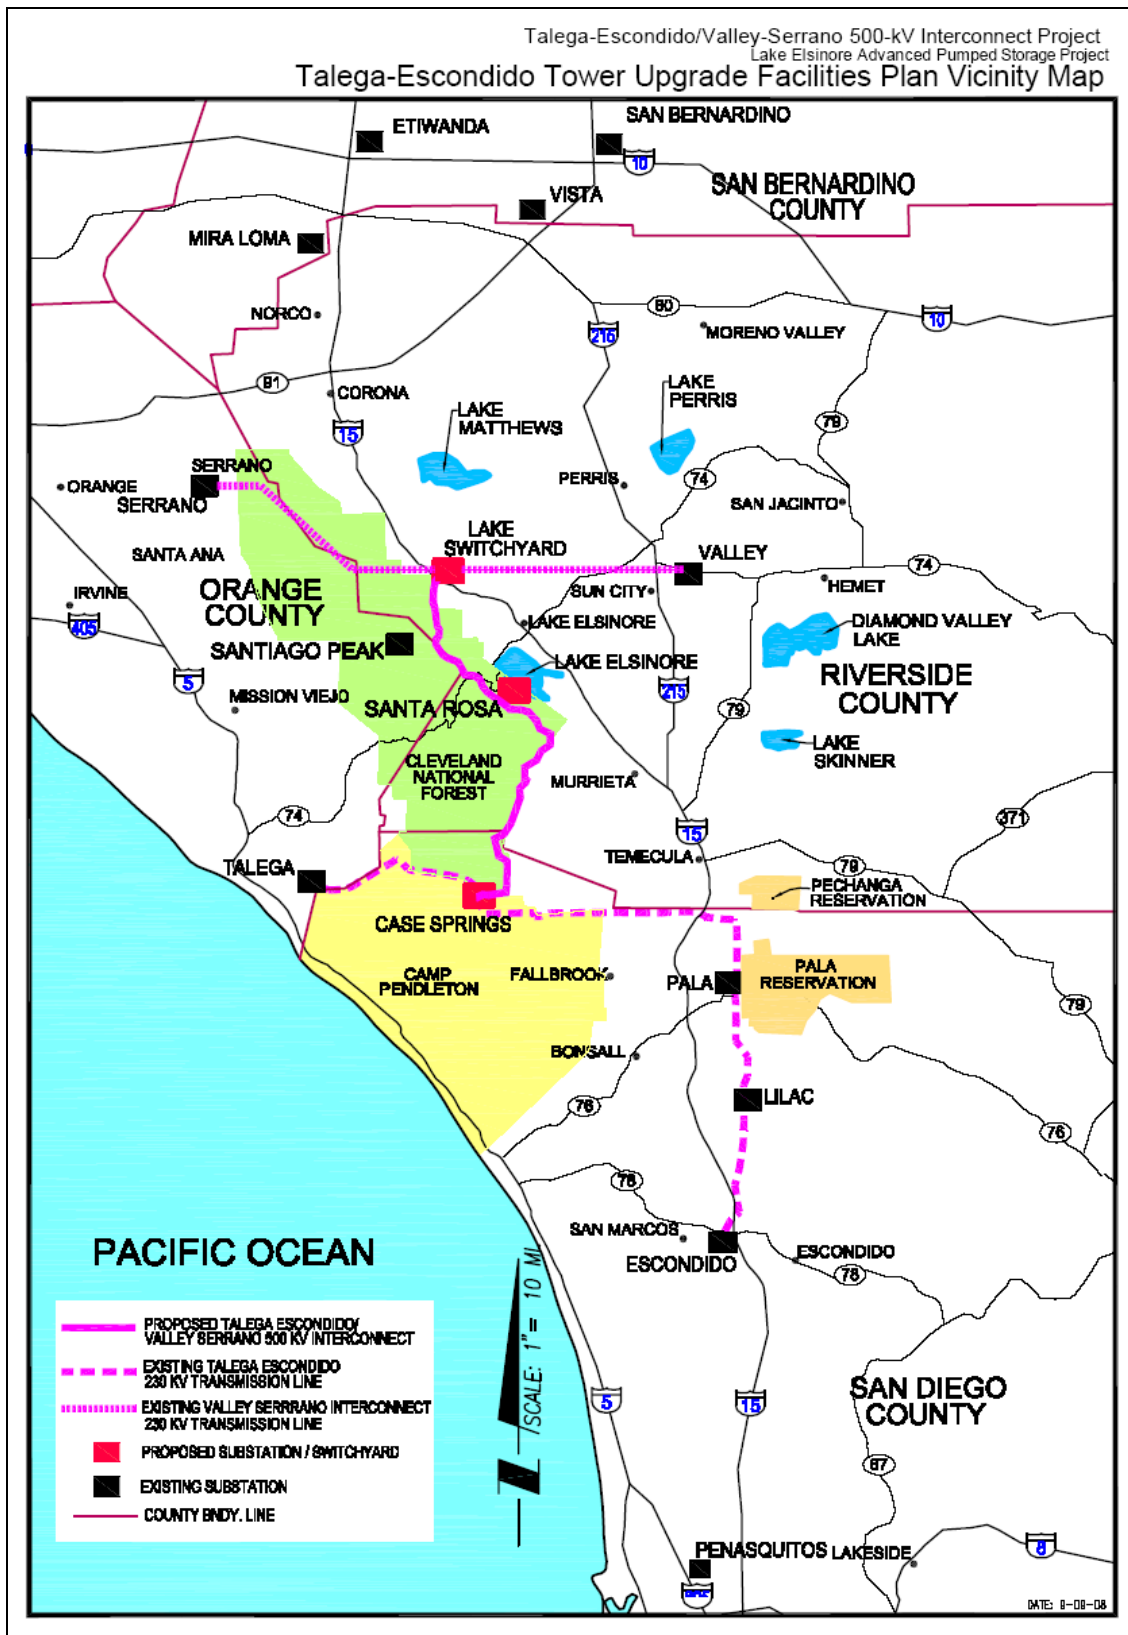 Talega-Escondido/Valley-Serrano 500-kV Interconnect Project
Lake Elsinore Advanced Pumped Storage Project
Talega-Escondido Tower Upgrade Facilities Plan Vicinity Map
ETIWANDA
SAN BERNARDINO
10
SAN BERNARDINO
COUNTY
VISTA
MIRA LOMA
NORCO
60
10
215
MORENO VALLEY
91
CORONA
LAKE
PERRIS
LAKE
MATTHEWS
79
15
SERRANO
ORANGE
SERRANO
PERRIS
74
SAN JACINTO
LAKE
SWITCHYARD
SANTA ANA
VALLEY
74
HEMET
IRVINE
ORANGE
COUNTY
SUN CITY
405
LAKE ELSINORE
DIAMOND VALLEY
LAKE
SANTIAGO PEAK
LAKE ELSINORE
RIVERSIDE
COUNTY
5
MISSION VIEJO
215
SANTA ROSA
79
LAKE
SKINNER
CLEVELAND
NATIONAL
FOREST
MURRIETA
74
371
15
TALEGA
TEMECULA
79
PECHANGA
RESERVATION
CASE SPRINGS
CAMP
PENDLETON
FALLBROOK
PALA
PALA
RESERVATION
79
BONSALL
76
LILAC
76
78
SAN MARCOS
ESCONDIDO
ESCONDIDO
78
PACIFIC OCEAN
SCALE: 1"= 10 MI.
PROPOSED TALEGA ESCONDIDO/
VALLEY SERRANO 500 KV INTERCONNECT
EXISTING TALEGA ESCONDIDO
230 KV TRANSMISSION LINE
EXISTING VALLEY SERRRANO INTERCONNECT
230 KV TRANSMISSION LINE
PROPOSED SUBSTATION / SWITCHYARD
EXISTING SUBSTATION
COUNTY BNDY. LINE
N
5
15
SAN DIEGO
COUNTY
67
PENASQUITOS
LAKESIDE
8